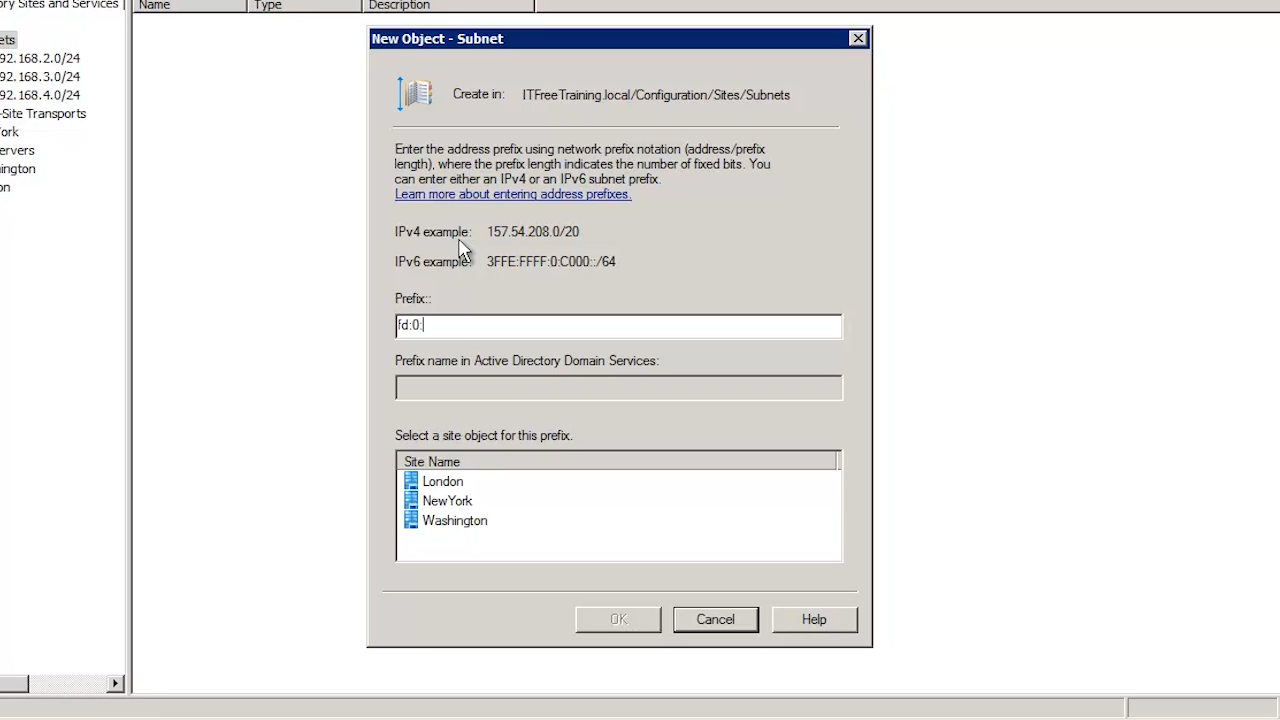 ory Sites and Services
Name Type Description
ets
92.168.2.0/24
92.168.3.0/24
92.168.4.0/24
-Site Transports
ork
ervers
ington
on
New Object - Subnet
Create in: ITFreeTraining.local/Configuration/Sites/Subnets
Enter the address prefix using network prefix notation (address/prefix
length), where the prefix length indicates the number of fixed bits. You
can enter either an IPv4 or an IPv6 subnet prefix.
Learn more about entering address prefixes.
IPv4 example: 157.54.208.0/20
IPv6 example: 3FFE:FFFF:0:C000::/64
Prefix::
fd:0:
Prefix name in Active Directory Domain Services:
Select a site object for this prefix.
Site Name
London
NewYork
Washington
OK Cancel Help